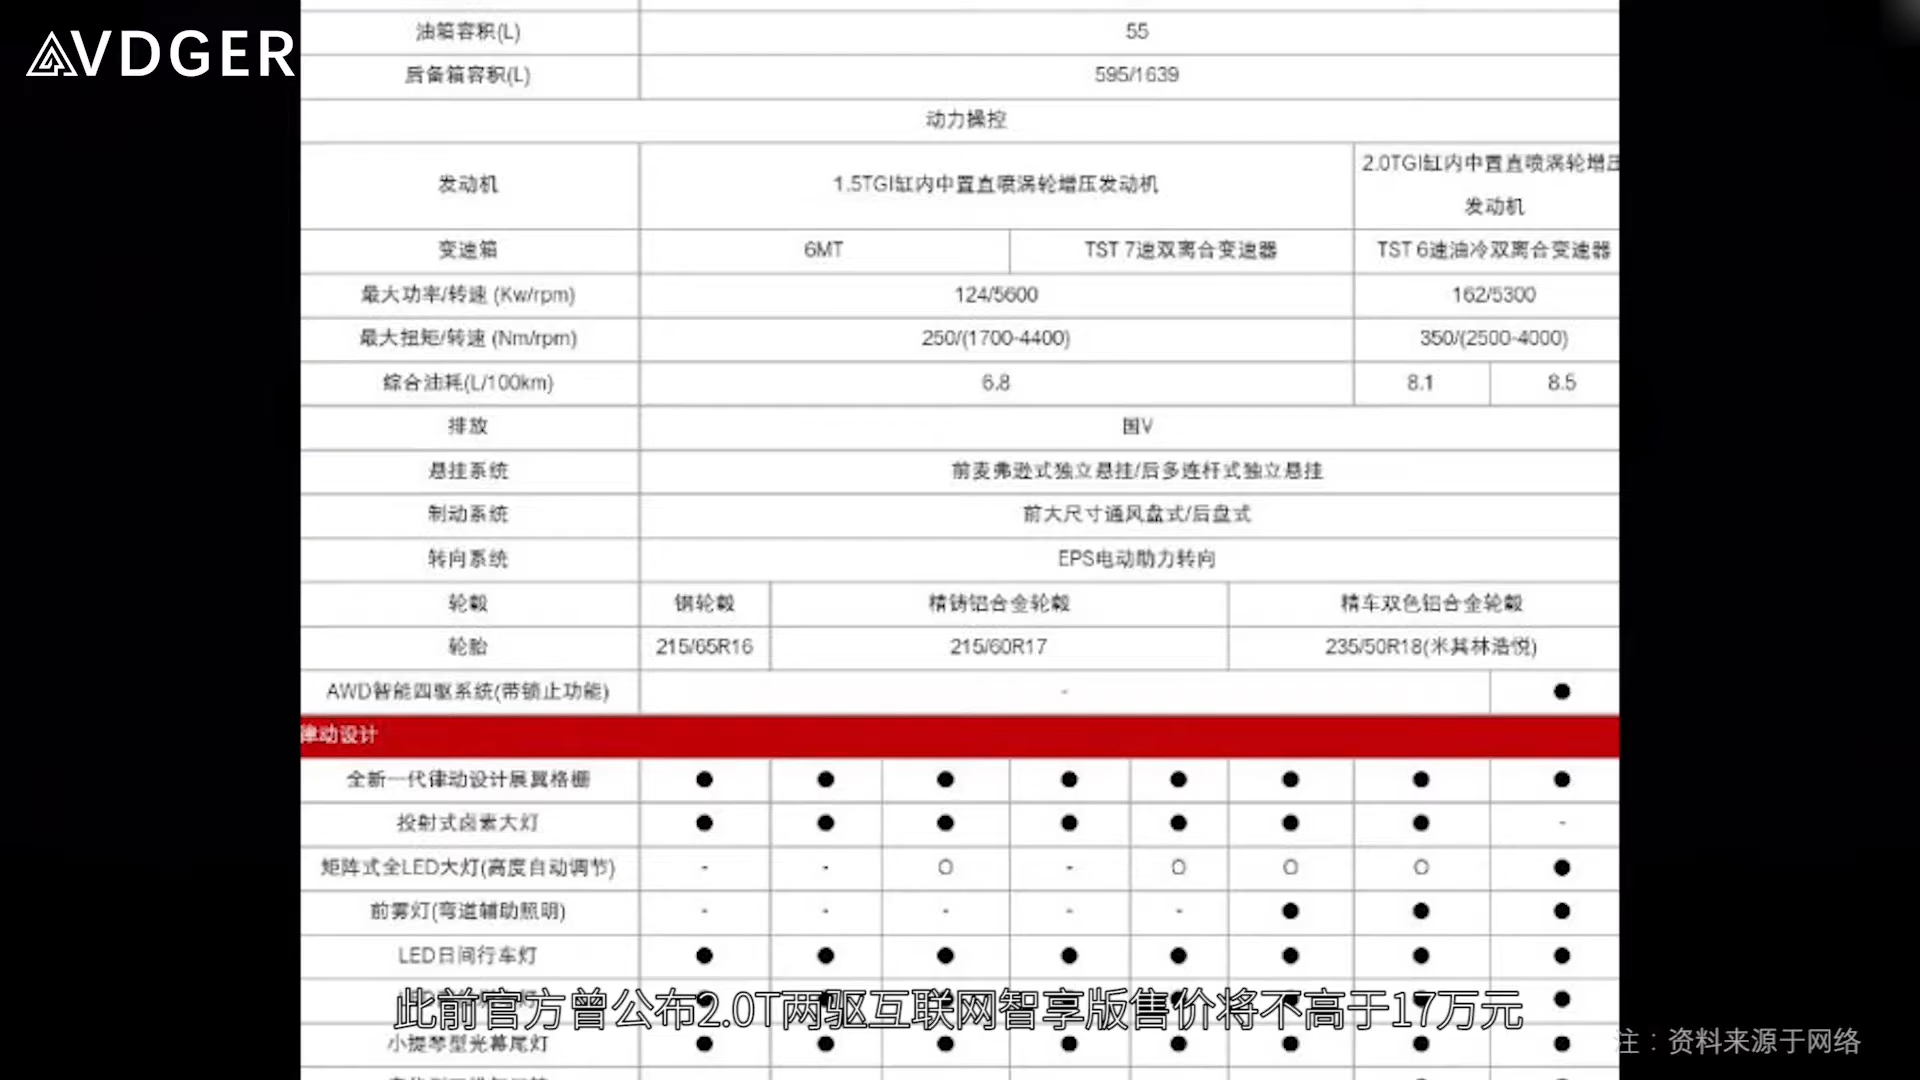 AVDGER
油箱容积(L) 55
后备箱容积(L) 595/1639
动力操控
发动机 1.5TGI缸内中置直喷涡轮增压发动机 2.0TGI缸内中置直喷涡轮增压
发动机
变速箱 6MT TST 7速双离合变速器 TST 6速油冷双离合变速器
最大功率/转速 (Kw/rpm) 124/5600 162/5300
最大扭矩/转速 (Nm/rpm) 250/(1700-4400) 350/(2500-4000)
综合油耗(L/100km) 6.8 8.1 8.5
排放 国V
悬挂系统 前麦弗逊式独立悬挂/后多连杆式独立悬挂
制动系统 前大尺寸通风盘式/后盘式
转向系统 EPS电动助力转向
轮毂 钢轮毂 精铸铝合金轮毂 精车双色铝合金轮毂
轮胎 215/65R16 215/60R17 235/50R18(米其林浩悦)
AWD智能四驱系统(带锁止功能) - ●
律动设计
全新一代律动设计展翼格栅 ● ● ● ● ● ● ● ●
投射式卤素大灯 ● ● ● ● ● ● ● -
矩阵式全LED大灯(高度自动调节) - - ○ - ○ ○ ○ ●
前雾灯(弯道辅助照明) - - - - - ● ● ●
LED日间行车灯 ● ● ● ● ● ● ● ●
此前官方曾公布2.0T两驱互联网智享版售价将不高于17万元
小提琴型光幕尾灯 ● ● ● ● ● ● ● ●
注：资料来源于网络